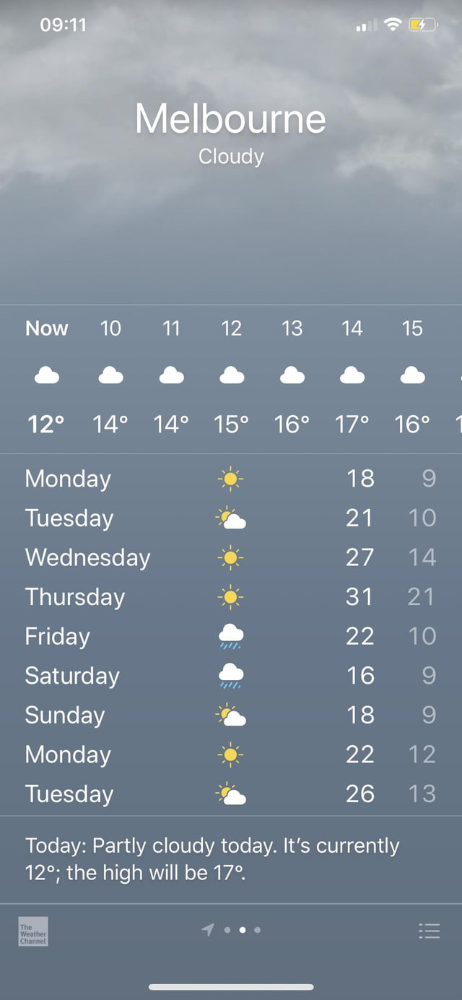 09:11
Melbourne
Cloudy
Now 10 11 12 13 14 15
12° 14° 14° 15° 16° 17° 16°
Monday 18 9
Tuesday 21 10
Wednesday 27 14
Thursday 31 21
Friday 22 10
Saturday 16 9
Sunday 18 9
Monday 22 12
Tuesday 26 13
Today: Partly cloudy today. It’s currently
12°; the high will be 17°.
The
Weather
Channel